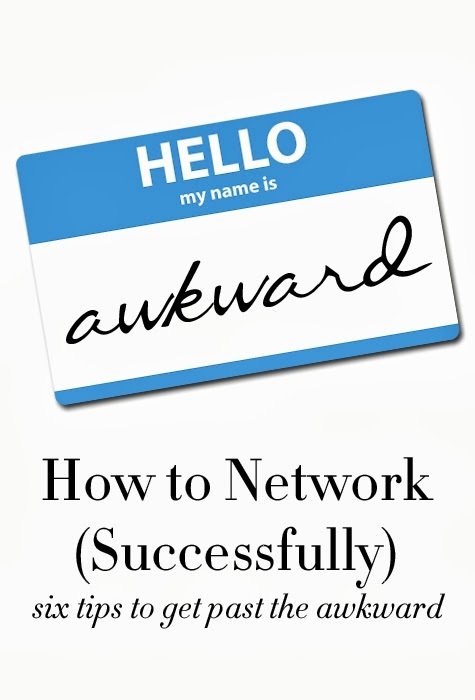 HELLO
my name is
awkward
How to Network
(Successfully)
six tips to get past the awkward